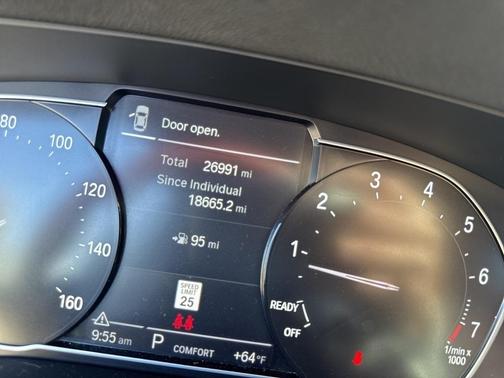 Door open.
Total 26991 mi
Since Individual
18665.2 mi
95 mi
SPEED
LIMIT
25
9:55 am P COMFORT +64°F
80
100
120
140
160
1
2
3
4
5
6
7
READY
OFF
1/min x
1000